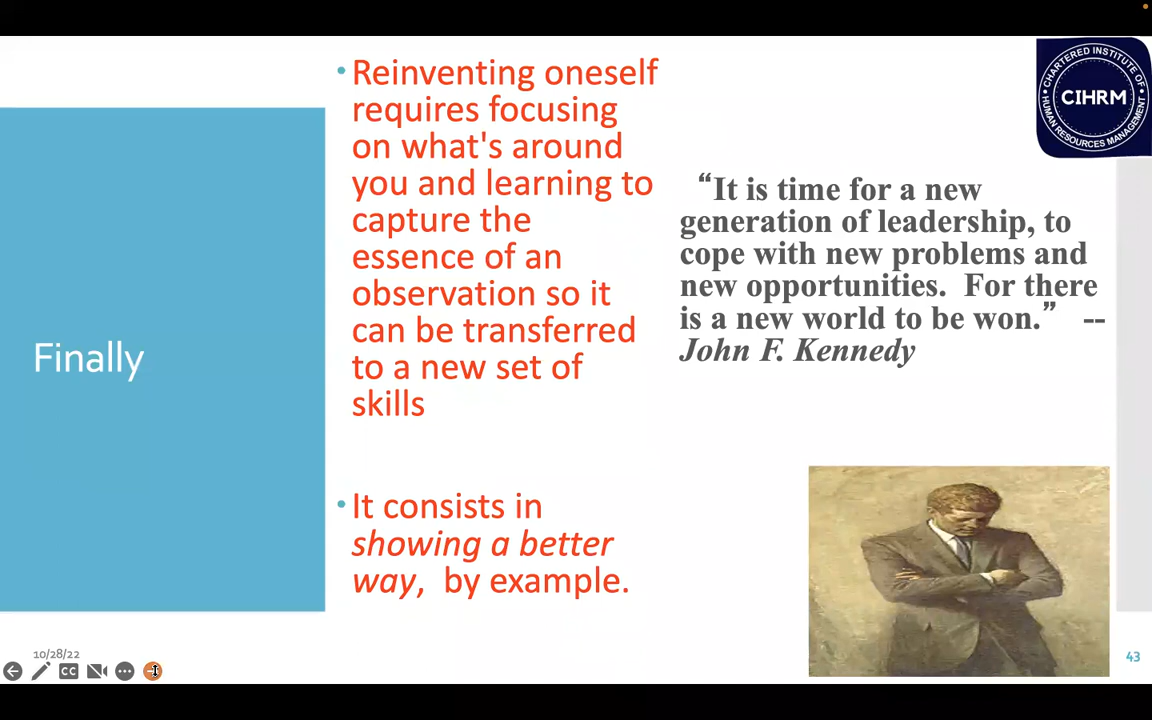 Finally
• Reinventing oneself
requires focusing
on what's around
you and learning to
capture the
essence of an
observation so it
can be transferred
to a new set of
skills
• It consists in
showing a better
way,  by example.
CHARTERED INSTITUTE OF
CIHRM
HUMAN RESOURCES MANAGEMENT
“It is time for a new
generation of leadership, to
cope with new problems and
new opportunities.  For there
is a new world to be won.”  --
John F. Kennedy
10/28/22
CC
43